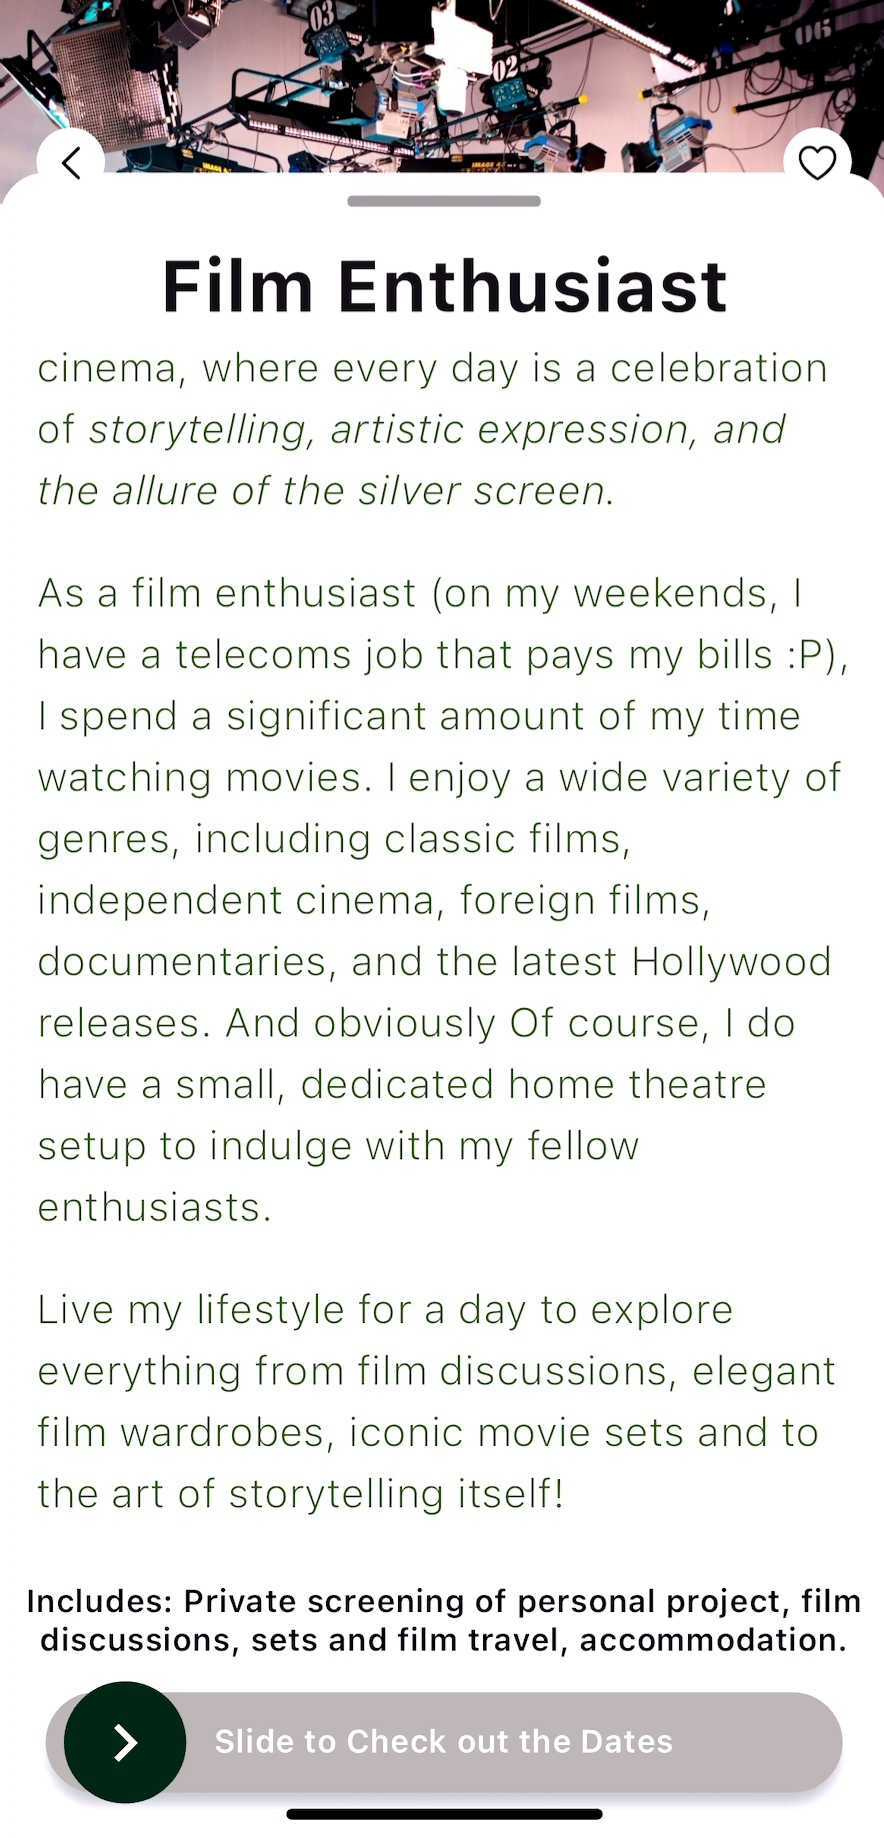 03
02
06
Film Enthusiast
cinema, where every day is a celebration
of storytelling, artistic expression, and
the allure of the silver screen.
As a film enthusiast (on my weekends, I
have a telecoms job that pays my bills :P),
I spend a significant amount of my time
watching movies. I enjoy a wide variety of
genres, including classic films,
independent cinema, foreign films,
documentaries, and the latest Hollywood
releases. And obviously Of course, I do
have a small, dedicated home theatre
setup to indulge with my fellow
enthusiasts.
Live my lifestyle for a day to explore
everything from film discussions, elegant
film wardrobes, iconic movie sets and to
the art of storytelling itself!
Includes: Private screening of personal project, film
discussions, sets and film travel, accommodation.
Slide to Check out the Dates